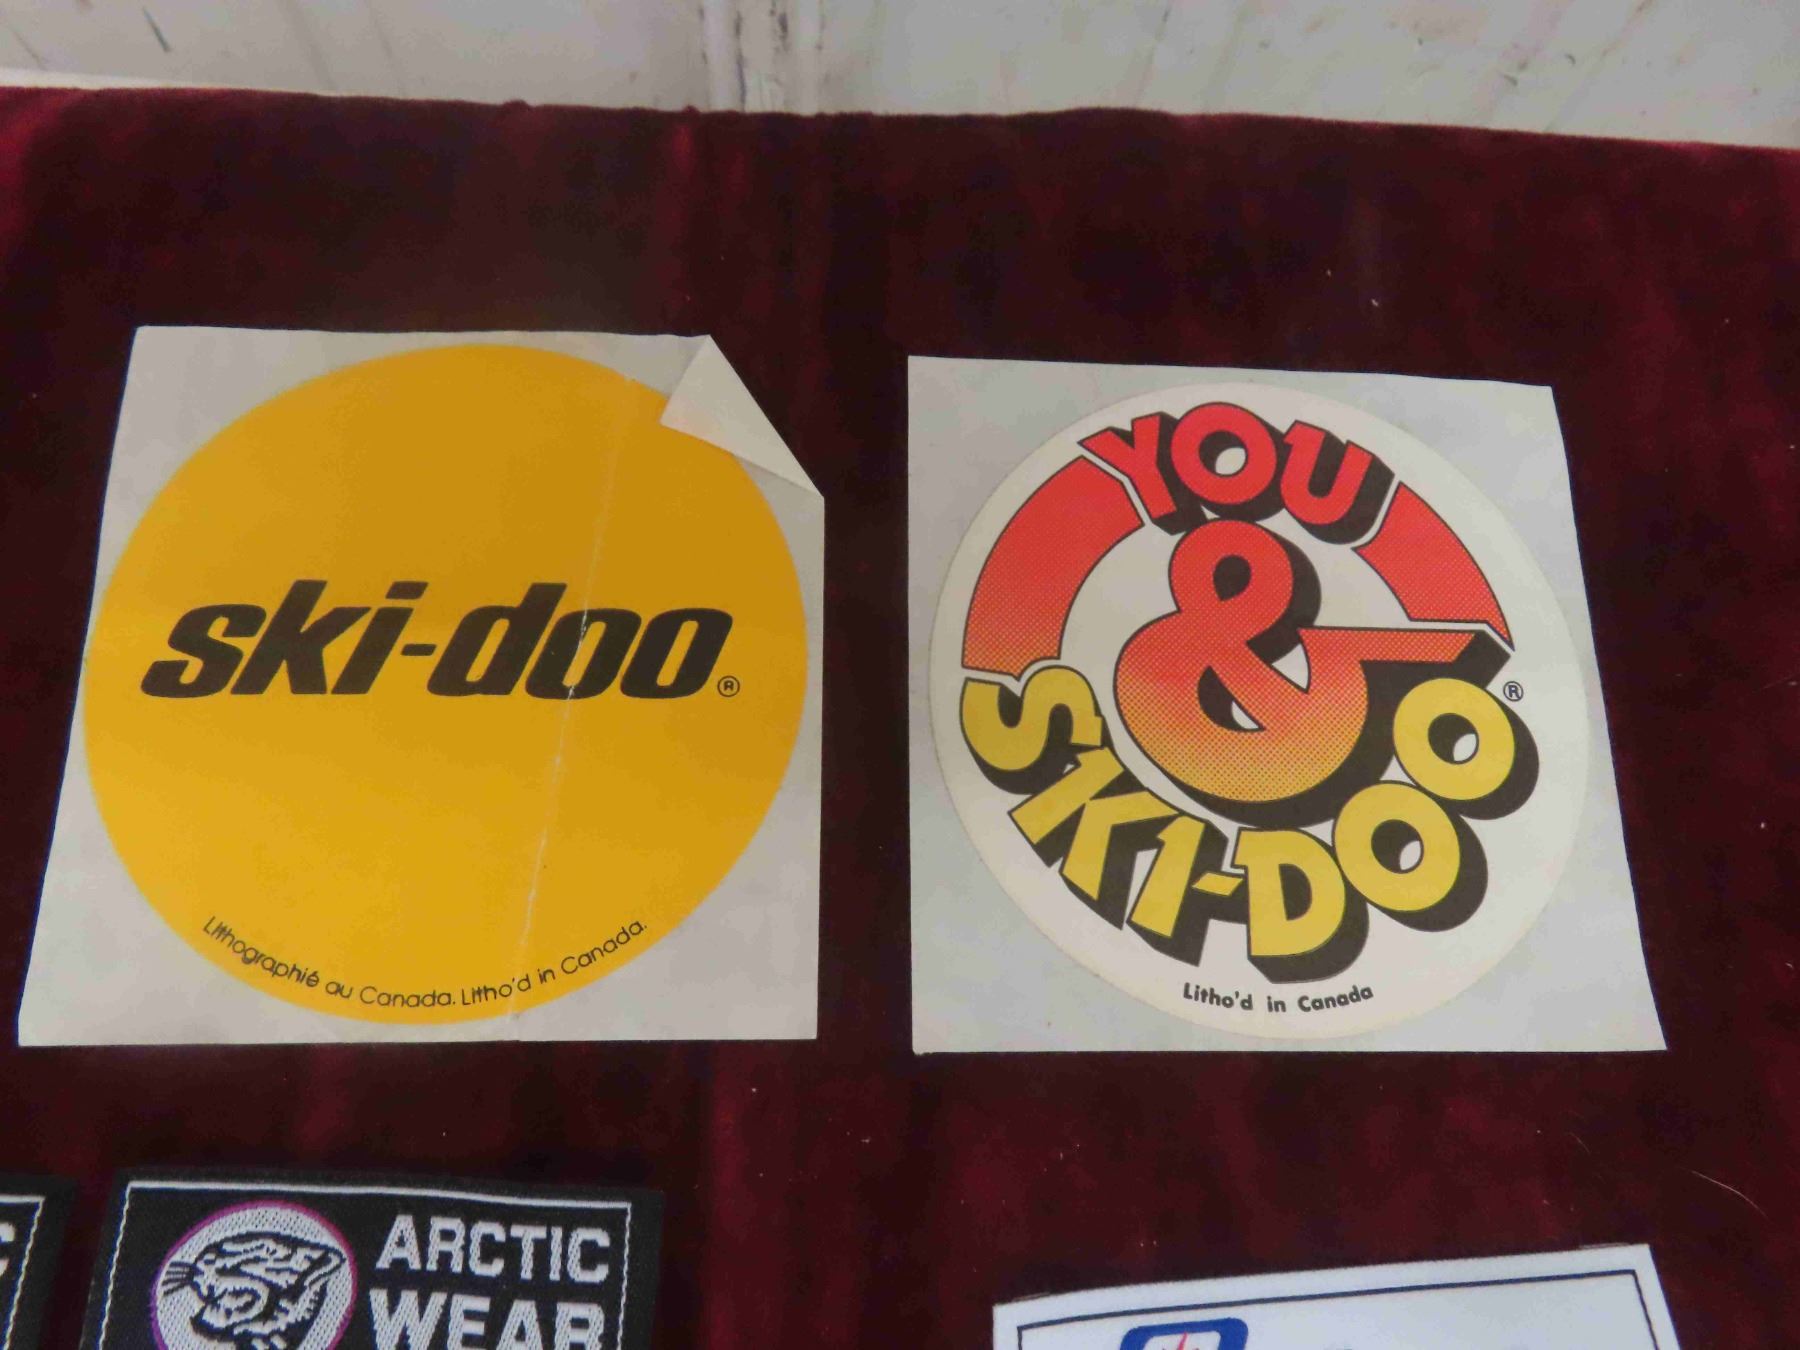 ski-doo®
Lithographié au Canada. Litho'd in Canada.
YOU
&
SKI-DOO®
Litho'd in Canada
ARCTIC
WEAR